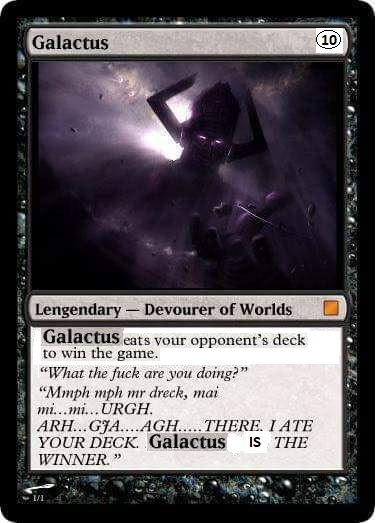 Galactus 10
Lengendary — Devourer of Worlds
Galactus eats your opponent's deck
to win the game.
"What the fuck are you doing?"
"Mmph mph mr dreck, mai
mi…mi…URGH.
ARH…GJA….AGH…..THERE. I ATE
YOUR DECK. Galactus IS THE
WINNER."
1/1